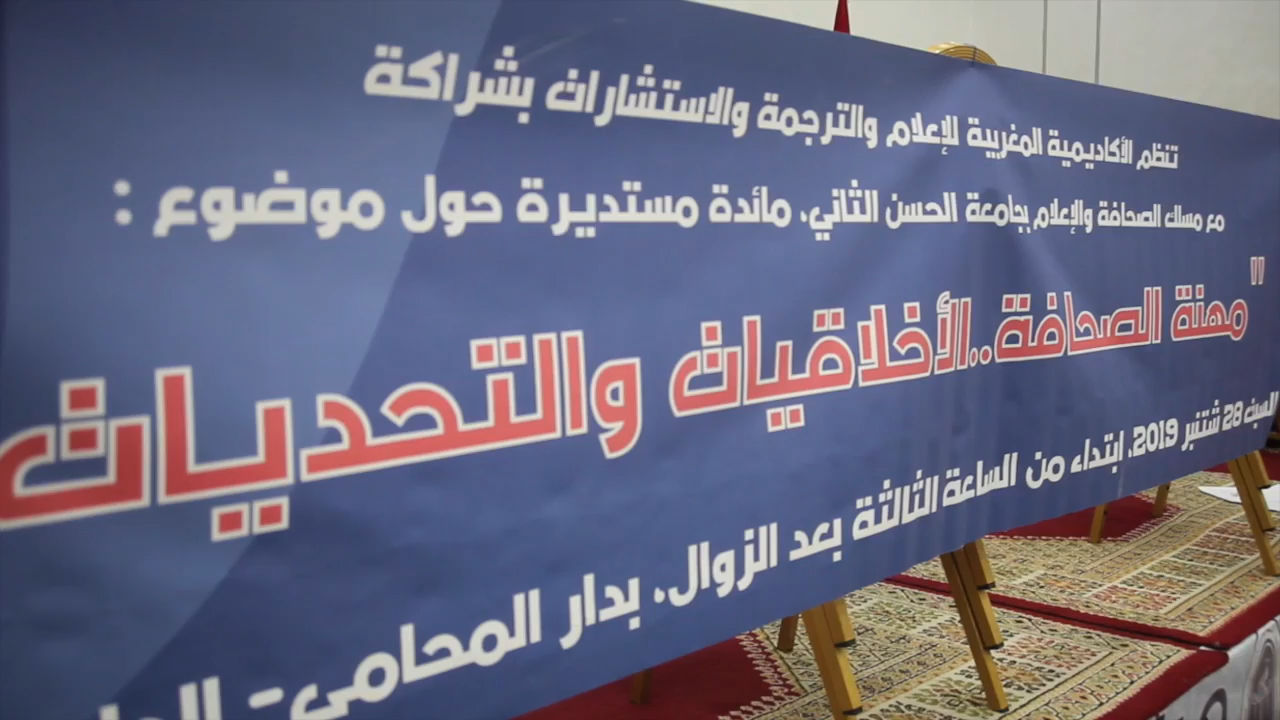 تنظم الأكاديمية المغربية للإعلام والترجمة والاستشارات بشراكة
مع مسلك الصحافة والإعلام بجامعة الحسن الثاني، مائدة مستديرة حول موضوع :
"مهنة الصحافة..الأخلاقيات والتحديات
السبت 28 شتنبر 2019، ابتداء من الساعة الثالثة بعد الزوال، بدار المحامي-